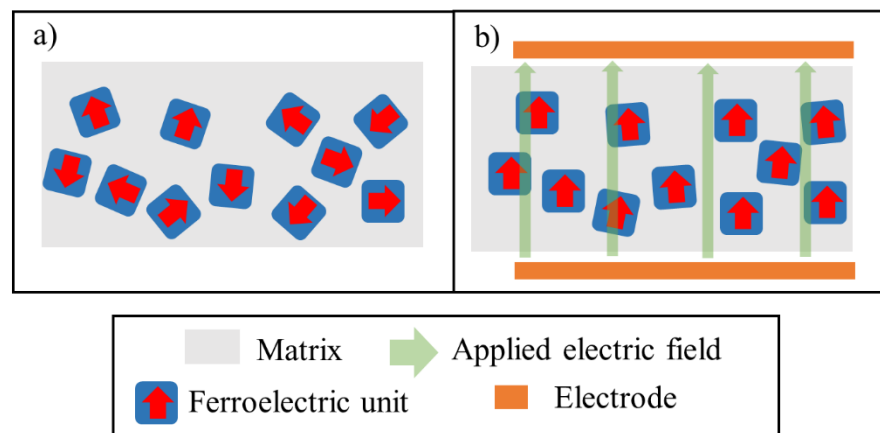 a)
b)
Matrix
Applied electric field
Ferroelectric unit
Electrode